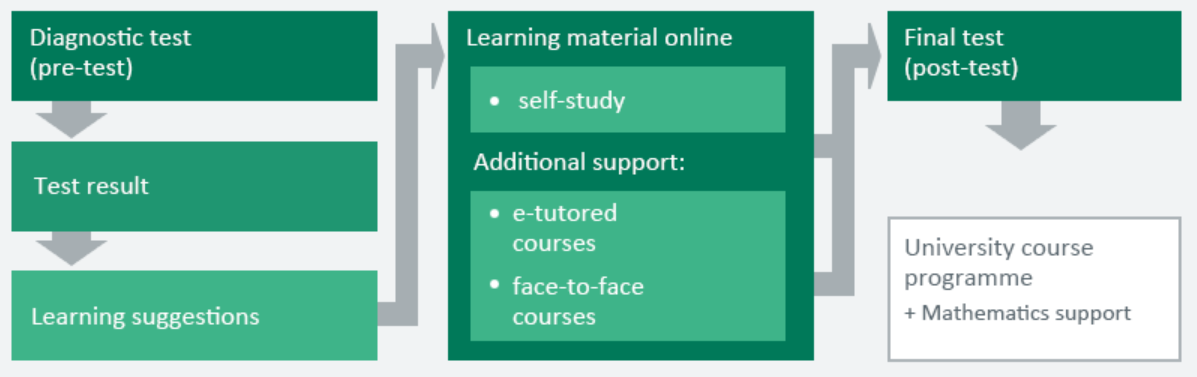 Diagnostic test
(pre-test)
Test result
Learning suggestions
Learning material online
• self-study
Additional support:
• e-tutored
courses
• face-to-face
courses
Final test
(post-test)
University course
programme
+ Mathematics support